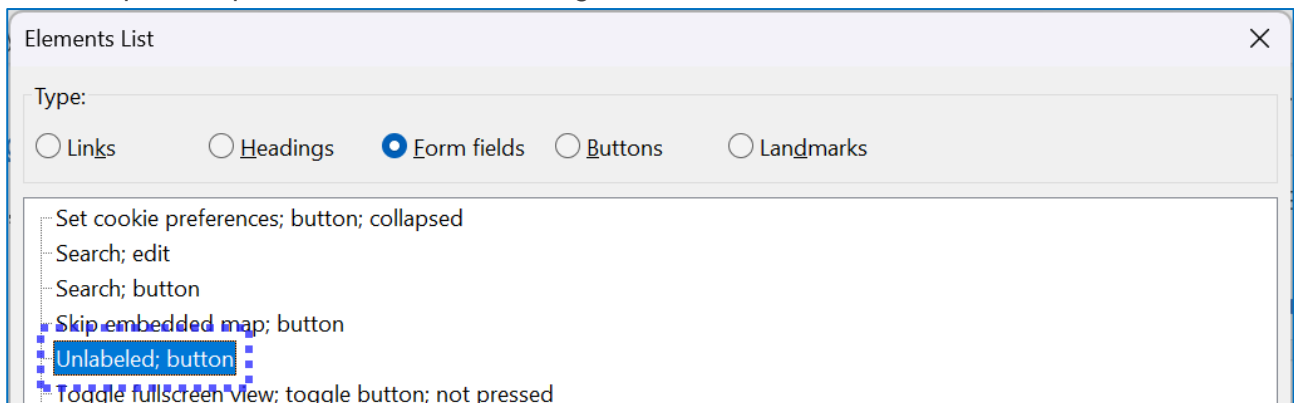 Elements List
Type:
Links Headings Form fields Buttons Landmarks
Set cookie preferences; button; collapsed
Search; edit
Search; button
Skip embedded map; button
Unlabeled; button
Toggle fullscreen view; toggle button; not pressed